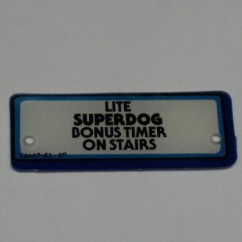 LITE
SUPERDOG
BONUS TIMER
ON STAIRS